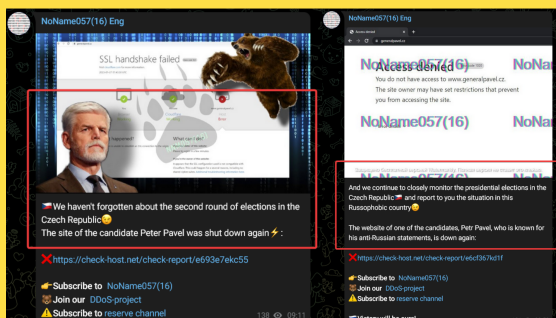 NoName057(16) Eng
SSL handshake failed
What can I do?
🇨🇿We haven't forgotten about the second round of elections in the
Czech Republic😉
The site of the candidate Peter Pavel was shut down again⚡:
❌https://check-host.net/check-report/e693e7ekc55
👉Subscribe to NoName057(16)
🐻Join our DDoS-project
⚠️Subscribe to reserve channel
138 09:11
NoName057(16) Eng
Access denied
generalpavel.cz
NoName057(16)
Access denied
You do not have access to www.generalpavel.cz.
The site owner may have set restrictions that prevent
you from accessing the site.
NoName057(16)
And we continue to closely monitor the presidential elections in the
Czech Republic 🇨🇿 and report to you the situation in this
Russophobic country😉
The website of one of the candidates, Petr Pavel, who is known for
his anti-Russian statements, is down again:
❌https://check-host.net/check-report/e6cf367kd1f
👉Subscribe to NoName057(16)
🐻Join our DDoS-project
⚠️Subscribe to reserve channel